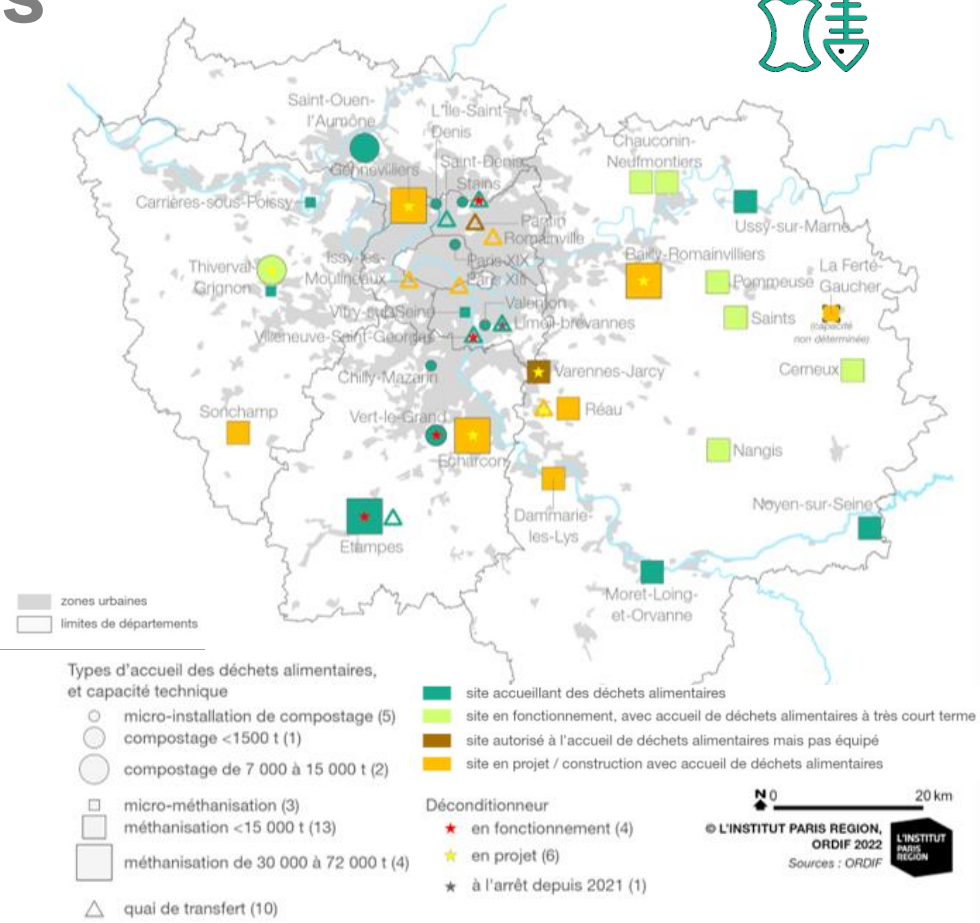 s
Saint-Ouen-
l'Aumône
L'Île-Saint-
Denis
Gennevilliers
Saint-Denis
Stains
Chauconin-
Neufmontiers
Carrières-sous-Poissy
Pantin
Romainville
Ussy-sur-Marne
Thiverval-
Grignon
Issy-les-
Moulineaux
Paris XIX
Paris XII
Bailly-Romainvilliers
Pommeuse
La Ferté-
Gaucher
(capacité
non déterminée)
Vitry-sur-Seine
Valenton
Limeil-brévannes
Saints
Villeneuve-Saint-Georges
Chilly-Mazarin
Varennes-Jarcy
Cerneux
Sonchamp
Vert-le-Grand
Réau
Echarcon
Nangis
Dammarie-
les-Lys
Noyen-sur-Seine
Etampes
Moret-Loing-
et-Orvanne
zones urbaines
limites de départements
Types d'accueil des déchets alimentaires,
et capacité technique
micro-installation de compostage (5)
compostage <1500 t (1)
compostage de 7 000 à 15 000 t (2)
micro-méthanisation (3)
méthanisation <15 000 t (13)
méthanisation de 30 000 à 72 000 t (4)
quai de transfert (10)
site accueillant des déchets alimentaires
site en fonctionnement, avec accueil de déchets alimentaires à très court terme
site autorisé à l'accueil de déchets alimentaires mais pas équipé
site en projet / construction avec accueil de déchets alimentaires
Déconditionneur
en fonctionnement (4)
en projet (6)
à l'arrêt depuis 2021 (1)
N 0 20 km
© L'INSTITUT PARIS REGION,
ORDIF 2022
Sources : ORDIF
L'INSTITUT
PARIS
REGION